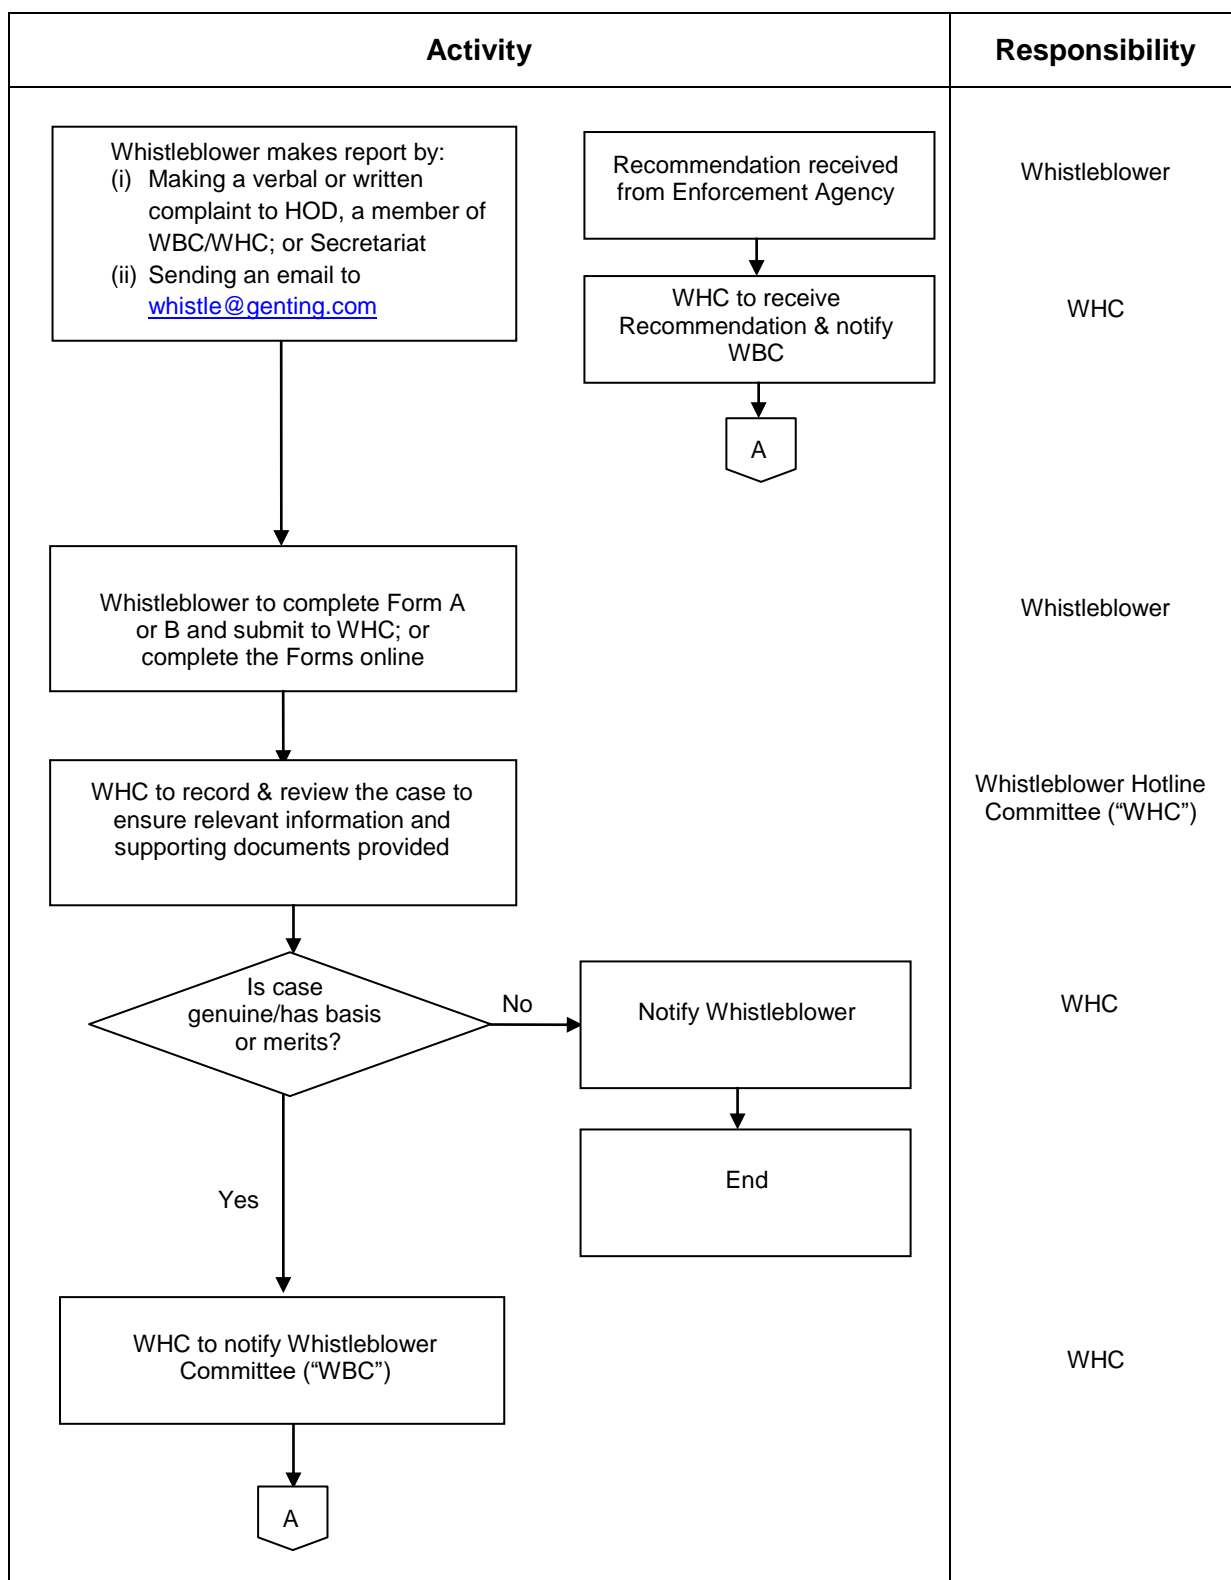 Activity
Responsibility
Whistleblower makes report by:
(i) Making a verbal or written
complaint to HOD, a member of
WBC/WHC; or Secretariat
(ii) Sending an email to
whistle@genting.com
Recommendation received
from Enforcement Agency
Whistleblower
WHC to receive
Recommendation & notify
WBC
WHC
A
Whistleblower to complete Form A
or B and submit to WHC; or
complete the Forms online
Whistleblower
WHC to record & review the case to
ensure relevant information and
supporting documents provided
Whistleblower Hotline
Committee (“WHC”)
Is case
genuine/has basis
or merits?
No
Notify Whistleblower
WHC
End
Yes
WHC to notify Whistleblower
Committee (“WBC”)
WHC
A